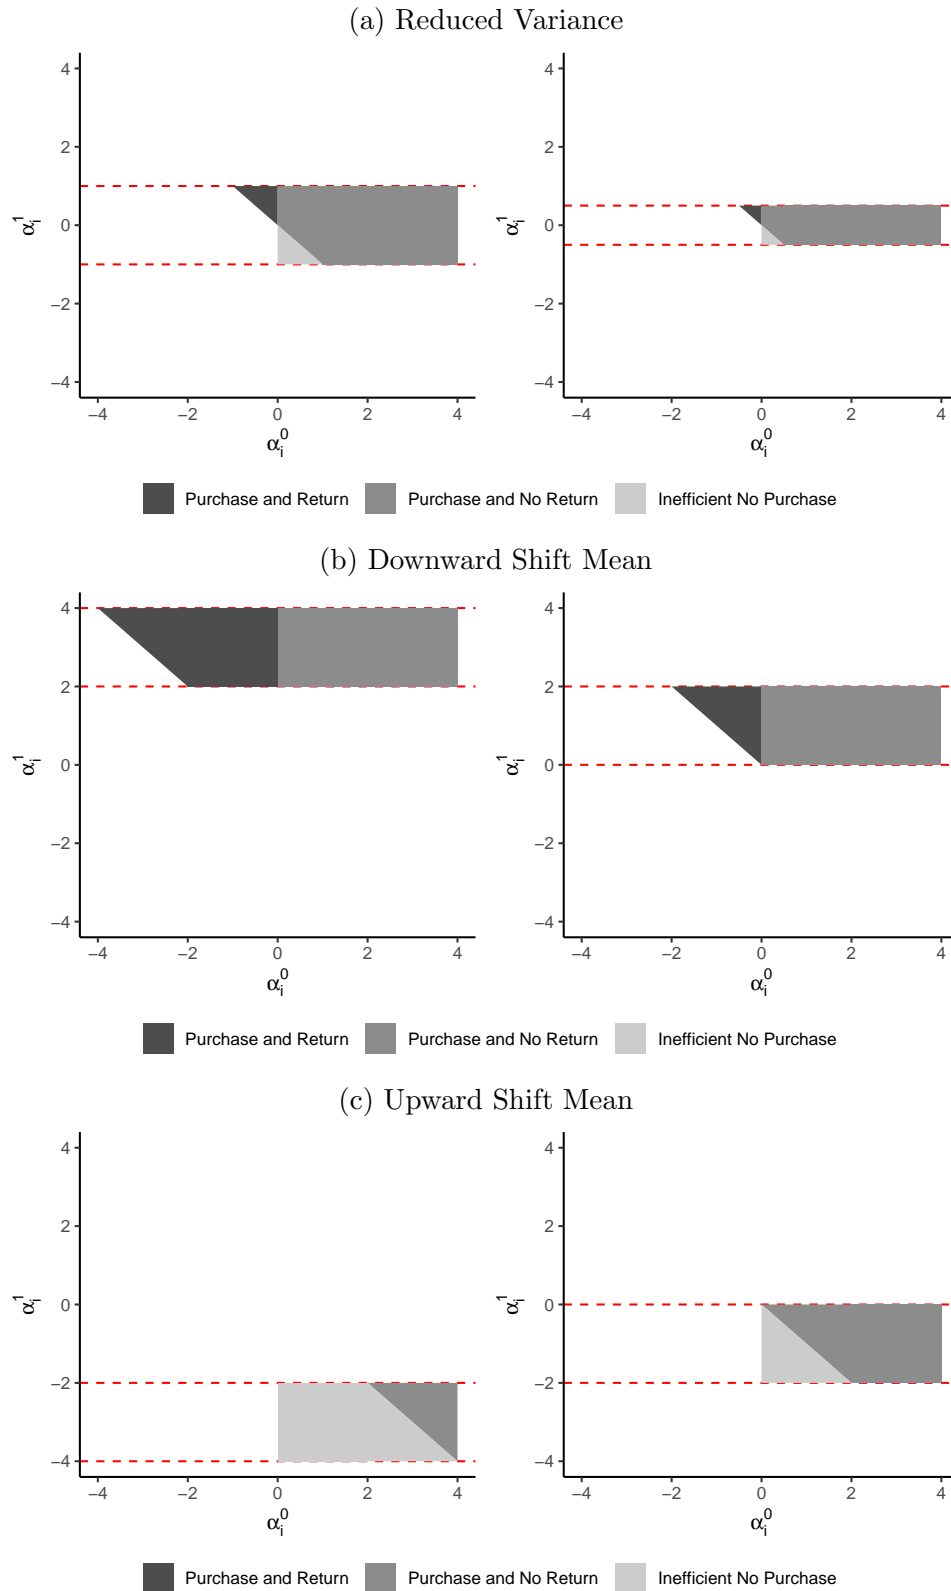 (a) Reduced Variance
4
2
0
−2
−4
α_i^1
−4 −2 0 2 4
α_i^0
4
2
0
−2
−4
α_i^1
−4 −2 0 2 4
α_i^0
Purchase and Return Purchase and No Return Inefficient No Purchase
(b) Downward Shift Mean
4
2
0
−2
−4
α_i^1
−4 −2 0 2 4
α_i^0
4
2
0
−2
−4
α_i^1
−4 −2 0 2 4
α_i^0
Purchase and Return Purchase and No Return Inefficient No Purchase
(c) Upward Shift Mean
4
2
0
−2
−4
α_i^1
−4 −2 0 2 4
α_i^0
4
2
0
−2
−4
α_i^1
−4 −2 0 2 4
α_i^0
Purchase and Return Purchase and No Return Inefficient No Purchase